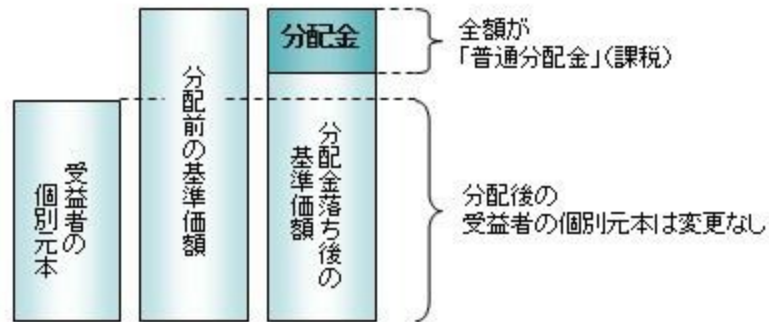 受益者の
個別元本
分配前の基準価額
分配金
分配金落ち後の
基準価額
全額が
「普通分配金」(課税)
分配後の
受益者の個別元本は変更なし